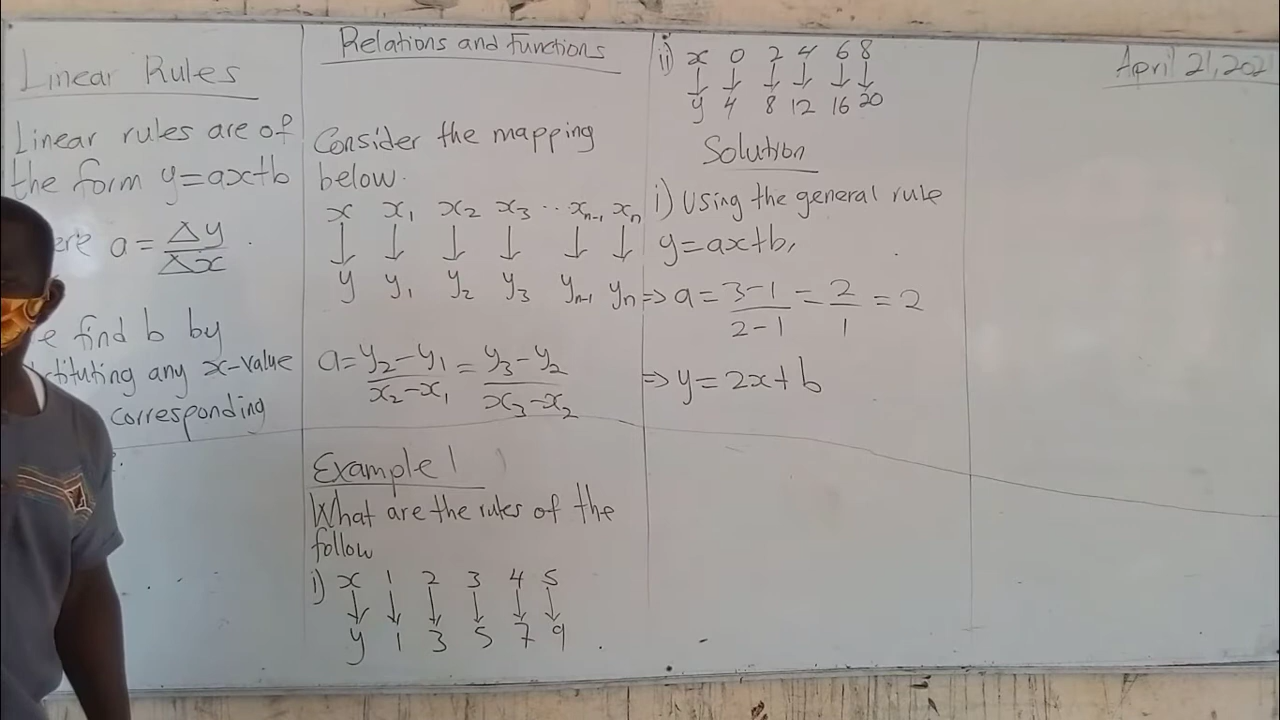 Linear Rules
Linear rules are of
the form y=ax+b
a = Δy/Δx .
find b by
any x-value
corresponding
Relations and Functions
Consider the mapping
below.
x x₁ x₂ x₃ ... xₙ₋₁ xₙ
↓ ↓ ↓ ↓ ↓ ↓
y y₁ y₂ y₃ yₙ₋₁ yₙ
a = y₂-y₁/x₂-x₁ = y₃-y₂/x₃-x₂
Example 1
What are the rules of the
follow
i) x 1 2 3 4 5
↓ ↓ ↓ ↓ ↓ ↓
y 1 3 5 7 9
ii) x 0 2 4 6 8
↓ ↓ ↓ ↓ ↓ ↓
y 4 8 12 16 20
Solution
i) Using the general rule
y=ax+b,
⇒ a = 3-1/2-1 = 2/1 = 2
⇒ y = 2x+b
April 21, 202